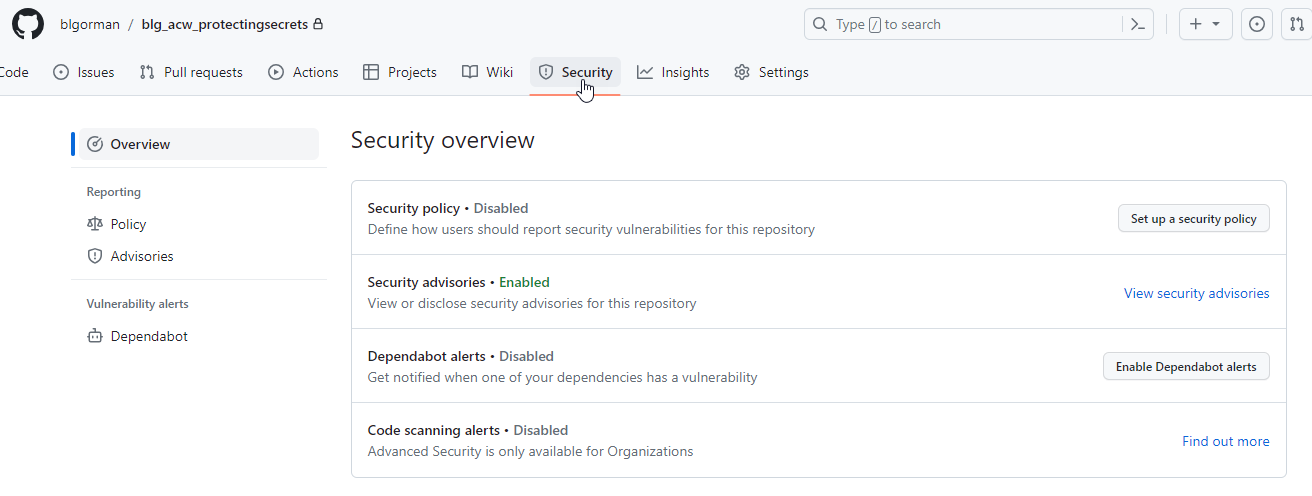 blgorman / blg_acw_protectingsecrets
Type / to search
Code Issues Pull requests Actions Projects Wiki Security Insights Settings
Overview
Reporting
Policy
Advisories
Vulnerability alerts
Dependabot
Security overview
Security policy • Disabled
Define how users should report security vulnerabilities for this repository
Set up a security policy
Security advisories • Enabled
View or disclose security advisories for this repository
View security advisories
Dependabot alerts • Disabled
Get notified when one of your dependencies has a vulnerability
Enable Dependabot alerts
Code scanning alerts • Disabled
Advanced Security is only available for Organizations
Find out more